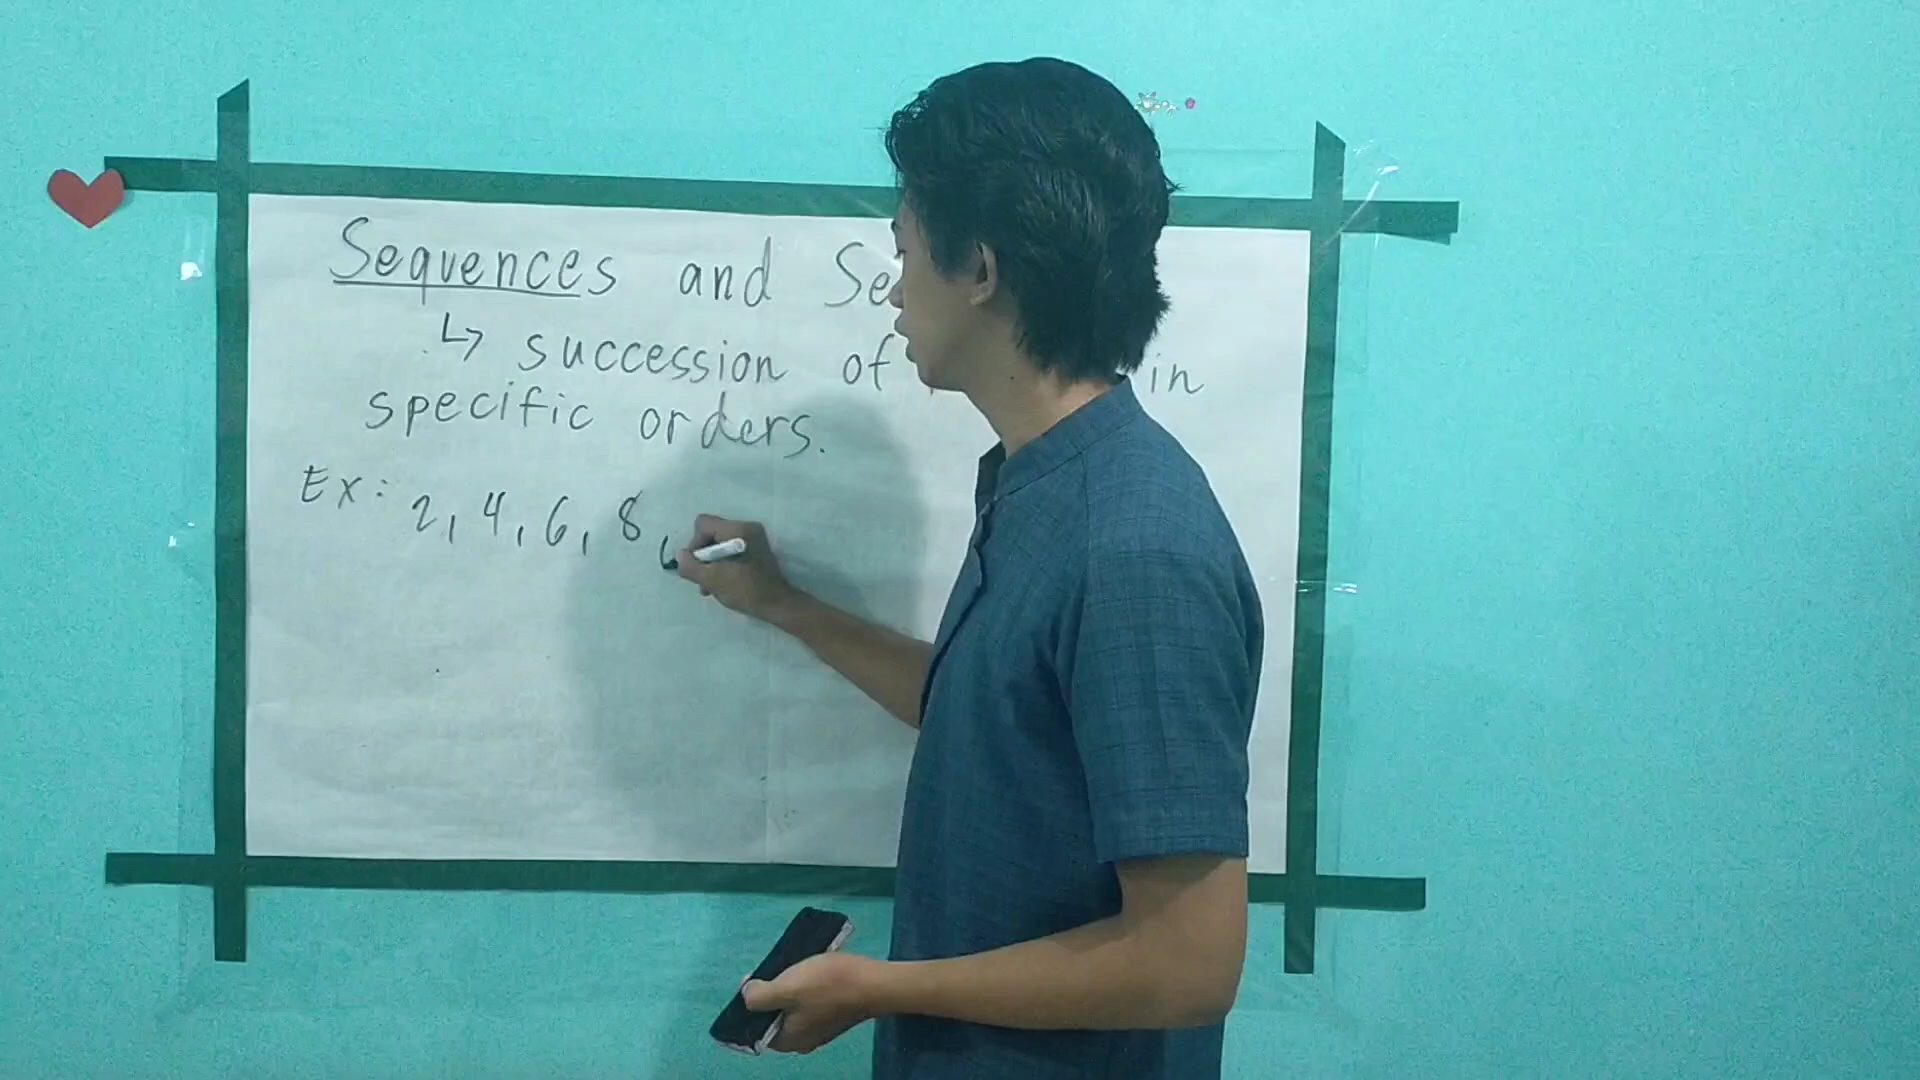 Sequences and Se
↳ succession of in
specific orders.
Ex: 2, 4, 6, 8,